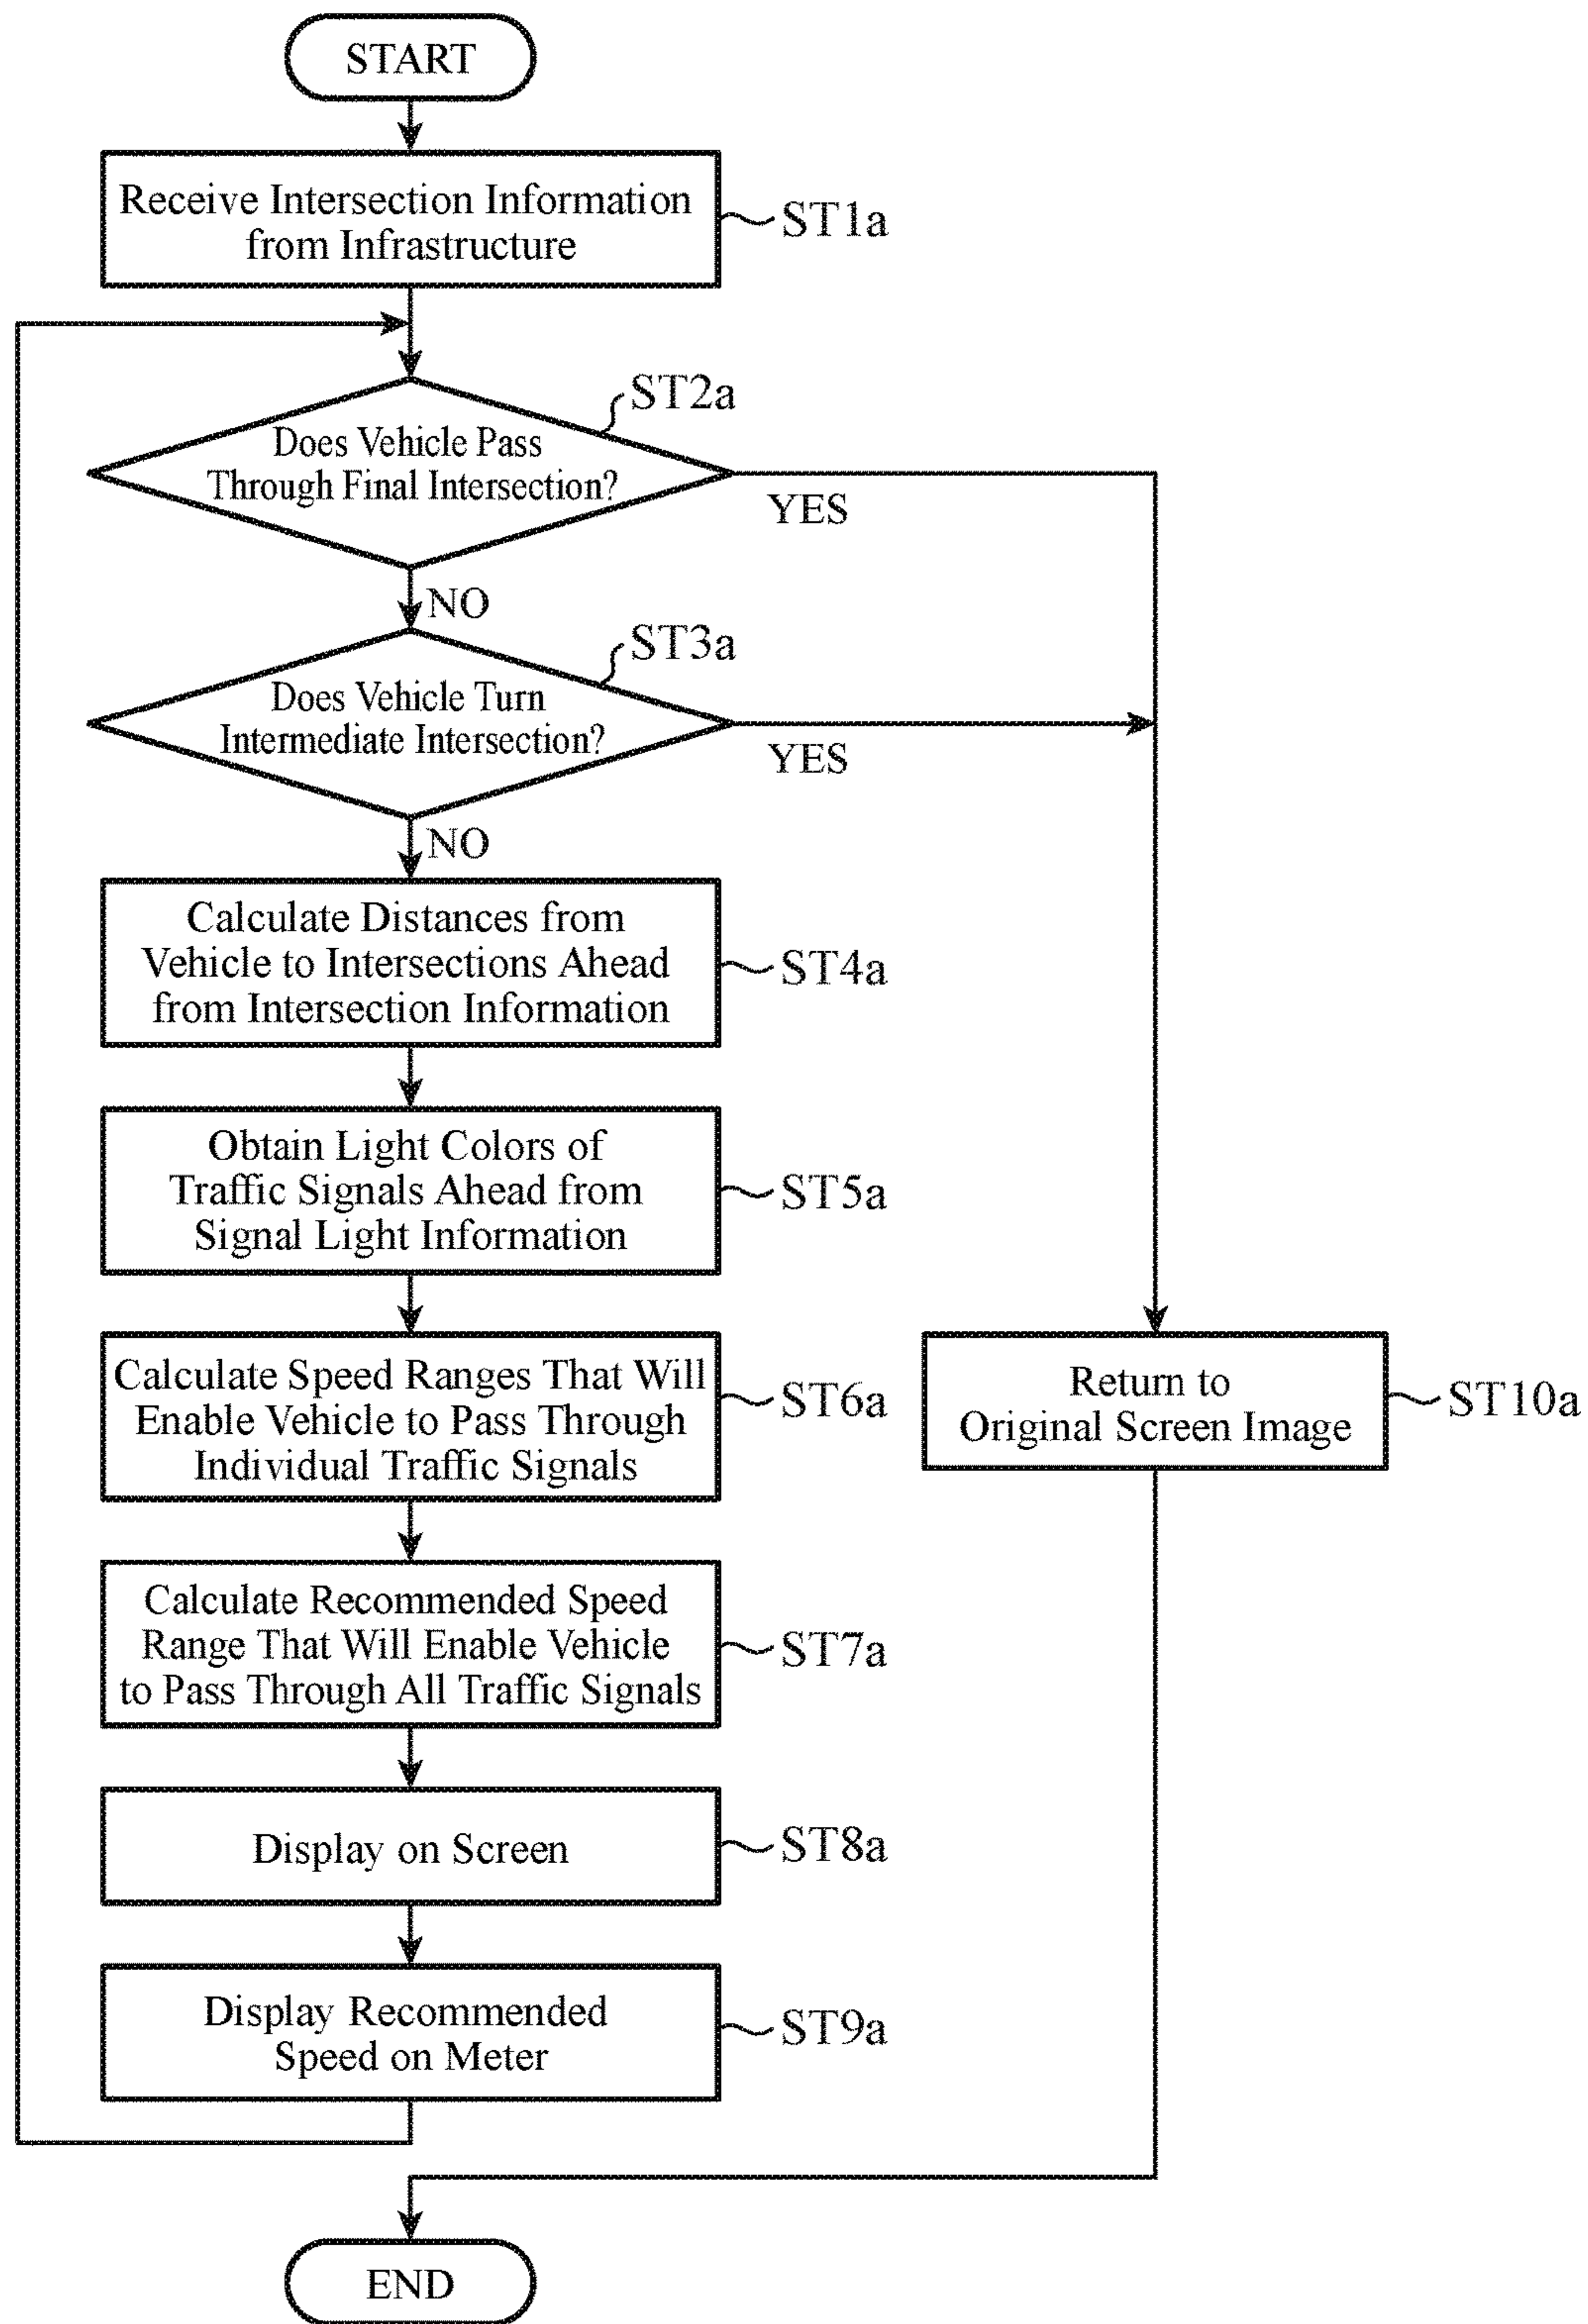 START
Receive Intersection Information
from Infrastructure
ST1a
ST2a
Does Vehicle Pass
Through Final Intersection?
YES
NO
ST3a
Does Vehicle Turn
Intermediate Intersection?
YES
NO
Calculate Distances from
Vehicle to Intersections Ahead
from Intersection Information
ST4a
Obtain Light Colors of
Traffic Signals Ahead from
Signal Light Information
ST5a
Calculate Speed Ranges That Will
Enable Vehicle to Pass Through
Individual Traffic Signals
ST6a
Return to
Original Screen Image
ST10a
Calculate Recommended Speed
Range That Will Enable Vehicle
to Pass Through All Traffic Signals
ST7a
Display on Screen
ST8a
Display Recommended
Speed on Meter
ST9a
END